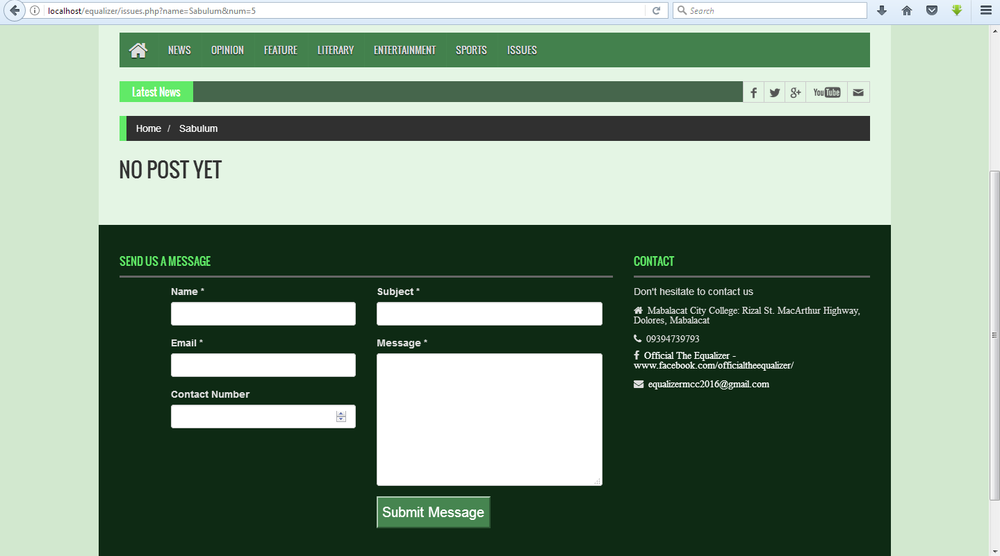 localhost/equalizer/issues.php?name=Sabulum&num=5
Search
NEWS OPINION FEATURE LITERARY ENTERTAINMENT SPORTS ISSUES
Latest News
You Tube
Home / Sabulum
NO POST YET
SEND US A MESSAGE
CONTACT
Name *
Subject *
Don't hesitate to contact us
Mabalacat City College: Rizal St. MacArthur Highway,
Dolores, Mabalacat
Email *
Message *
09394739793
Official The Equalizer -
www.facebook.com/officialtheequalizer/
equalizermcc2016@gmail.com
Contact Number
Submit Message